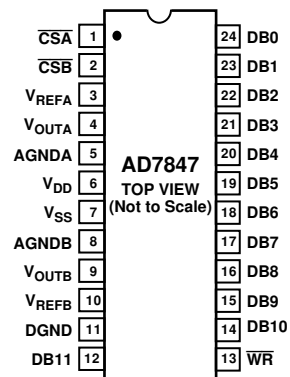 CSA 1 24 DB0
CSB 2 23 DB1
VREFA 3 22 DB2
VOUTA 4 21 DB3
AGNDA 5 20 DB4
VDD 6 19 DB5
VSS 7 18 DB6
AGNDB 8 17 DB7
VOUTB 9 16 DB8
VREFB 10 15 DB9
DGND 11 14 DB10
DB11 12 13 WR
AD7847
TOP VIEW
(Not to Scale)